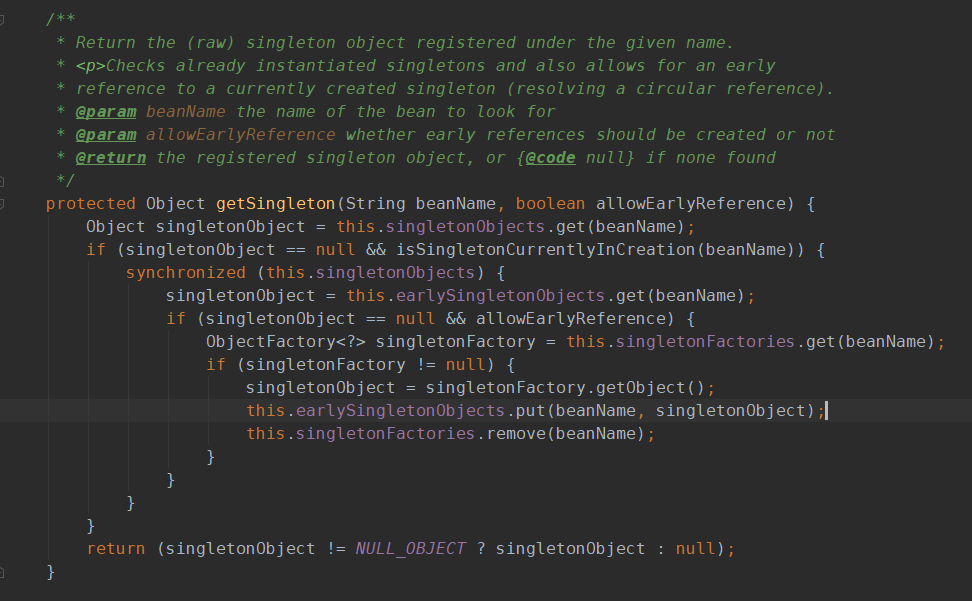 /**
 * Return the (raw) singleton object registered under the given name.
 * <p>Checks already instantiated singletons and also allows for an early
 * reference to a currently created singleton (resolving a circular reference).
 * @param beanName the name of the bean to look for
 * @param allowEarlyReference whether early references should be created or not
 * @return the registered singleton object, or {@code null} if none found
 */
protected Object getSingleton(String beanName, boolean allowEarlyReference) {
    Object singletonObject = this.singletonObjects.get(beanName);
    if (singletonObject == null && isSingletonCurrentlyInCreation(beanName)) {
        synchronized (this.singletonObjects) {
            singletonObject = this.earlySingletonObjects.get(beanName);
            if (singletonObject == null && allowEarlyReference) {
                ObjectFactory<?> singletonFactory = this.singletonFactories.get(beanName);
                if (singletonFactory != null) {
                    singletonObject = singletonFactory.getObject();
                    this.earlySingletonObjects.put(beanName, singletonObject);
                    this.singletonFactories.remove(beanName);
                }
            }
        }
    }
    return (singletonObject != NULL_OBJECT ? singletonObject : null);
}